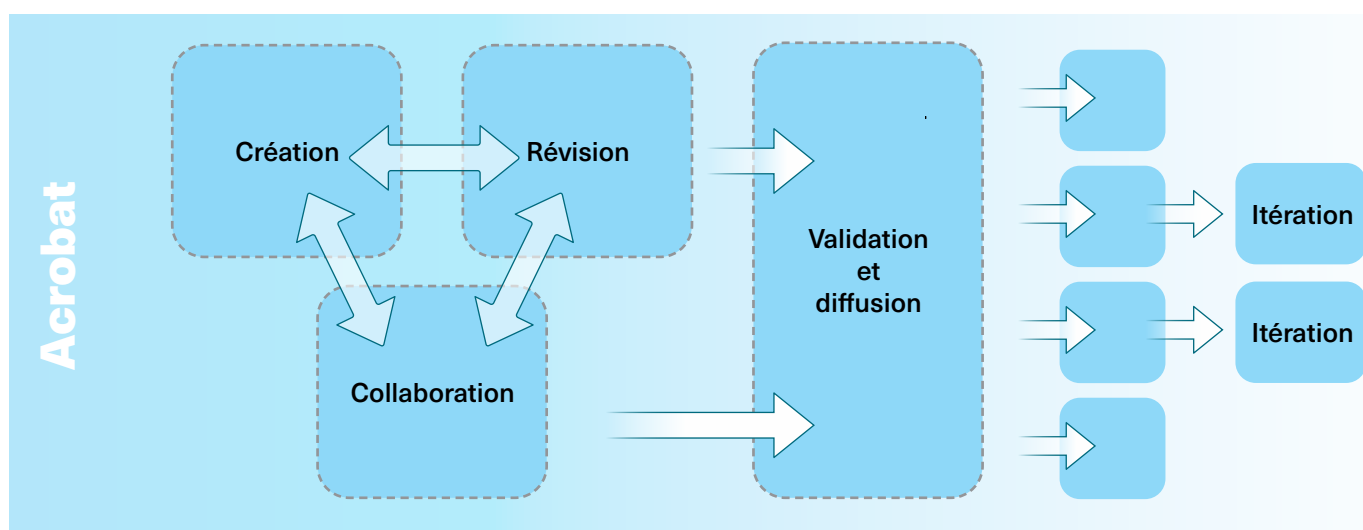 Acrobat
Création
Révision
Collaboration
Validation
et
diffusion
Itération
Itération